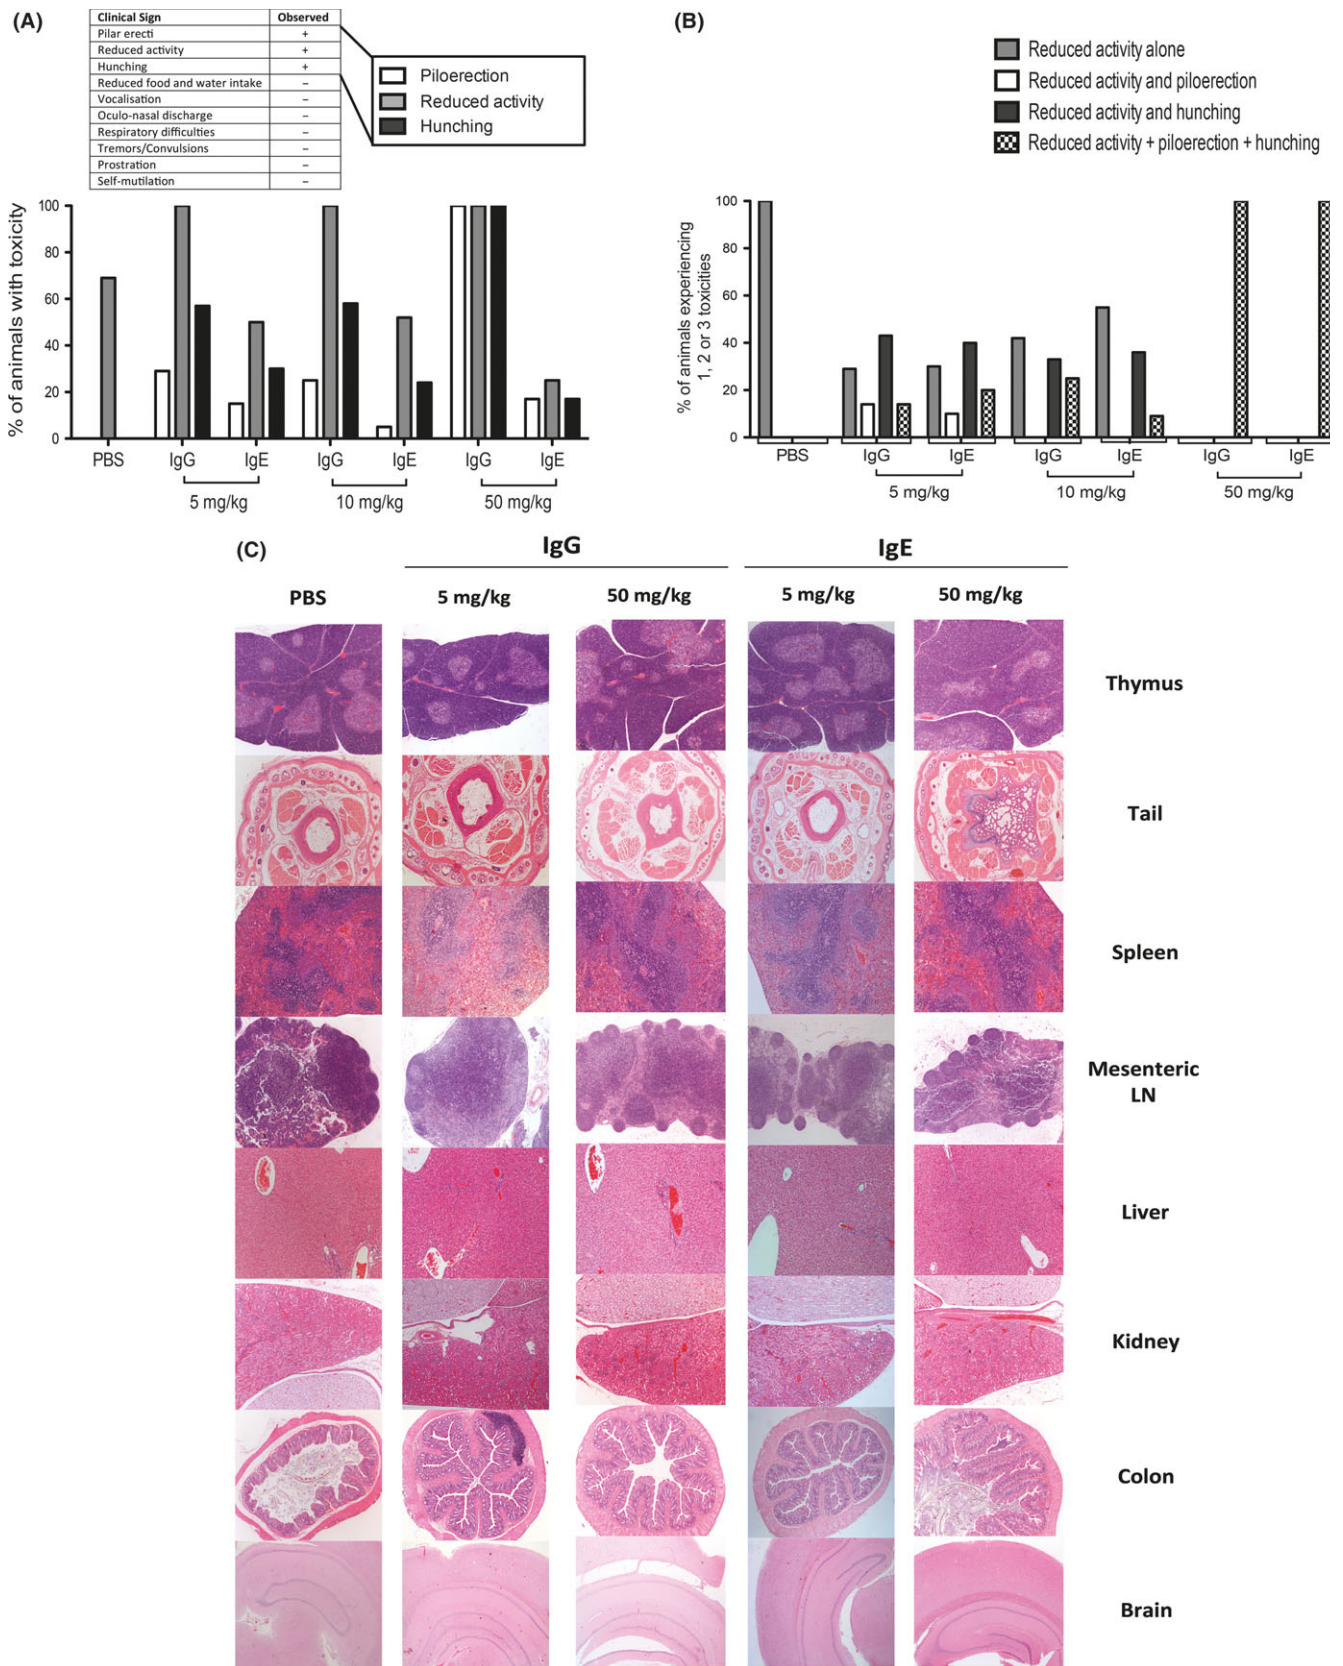 (A)
Clinical Sign Observed
Pilar erecti +
Reduced activity +
Hunching +
Reduced food and water intake –
Vocalisation –
Oculo-nasal discharge –
Respiratory difficulties –
Tremors/Convulsions –
Prostration –
Self-mutilation –
Piloerection
Reduced activity
Hunching
% of animals with toxicity
100
80
60
40
20
0
PBS IgG IgE IgG IgE IgG IgE
5 mg/kg 10 mg/kg 50 mg/kg
(B)
Reduced activity alone
Reduced activity and piloerection
Reduced activity and hunching
Reduced activity + piloerection + hunching
% of animals experiencing
1, 2 or 3 toxicities
100
80
60
40
20
0
PBS IgG IgE IgG IgE IgG IgE
5 mg/kg 10 mg/kg 50 mg/kg
(C)
IgG IgE
PBS 5 mg/kg 50 mg/kg 5 mg/kg 50 mg/kg
Thymus
Tail
Spleen
Mesenteric
LN
Liver
Kidney
Colon
Brain